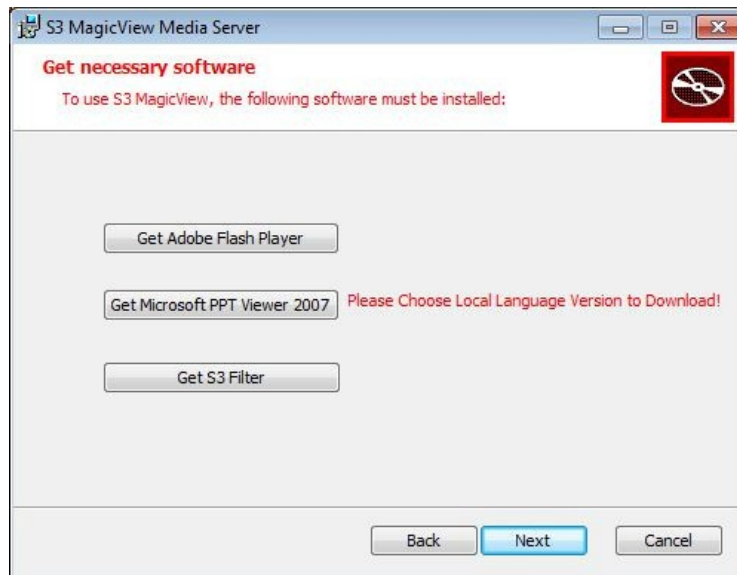 S3 MagicView Media Server
Get necessary software
To use S3 MagicView, the following software must be installed:
Get Adobe Flash Player
Get Microsoft PPT Viewer 2007 Please Choose Local Language Version to Download!
Get S3 Filter
Back Next Cancel